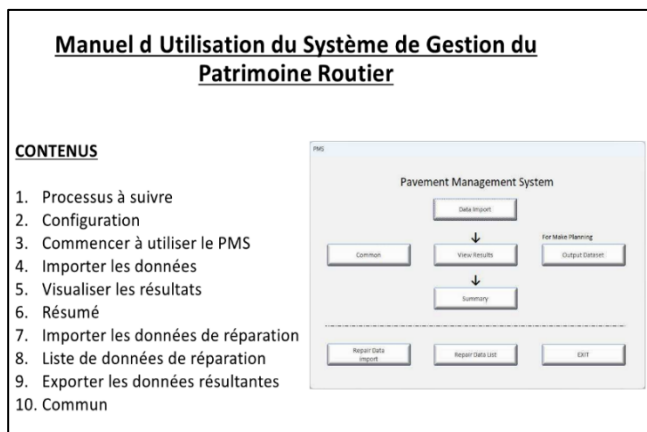 Manuel d Utilisation du Système de Gestion du
Patrimoine Routier
CONTENUS
1. Processus à suivre
2. Configuration
3. Commencer à utiliser le PMS
4. Importer les données
5. Visualiser les résultats
6. Résumé
7. Importer les données de réparation
8. Liste de données de réparation
9. Exporter les données résultantes
10. Commun
PMS
Pavement Management System
Data Import
For Make Planning
Common
View Results
Output Dataset
Summary
Repair Data
Import
Repair Data List
EXIT